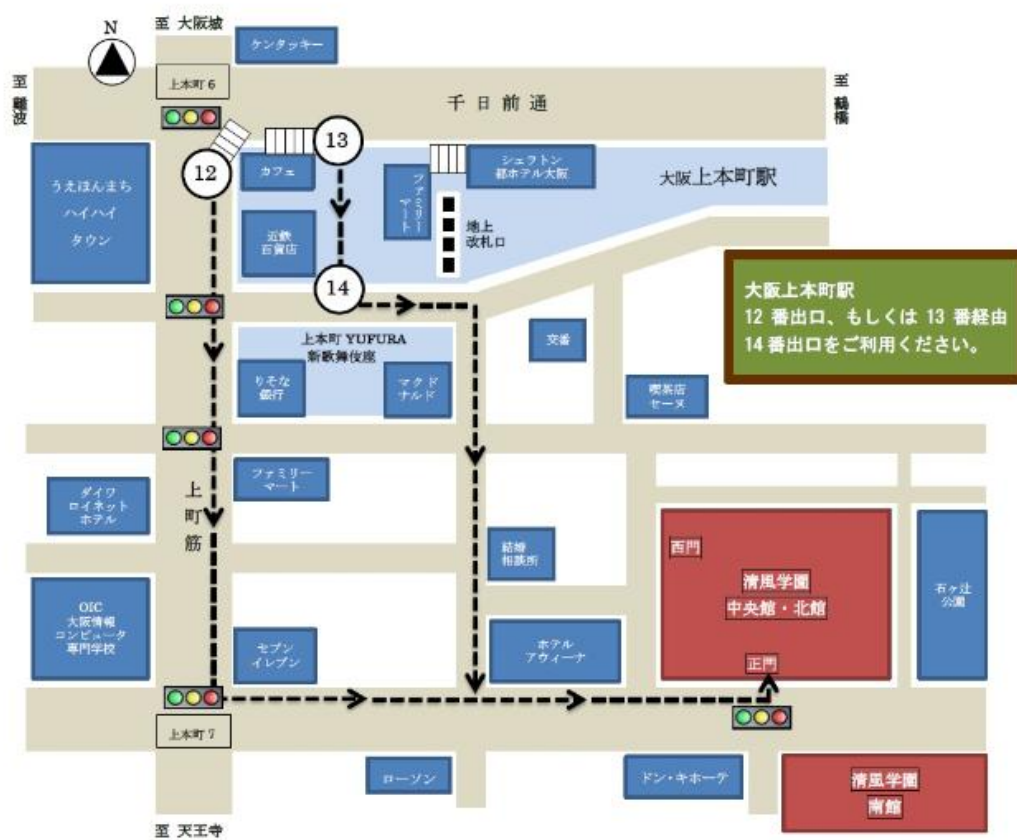 至 大阪城
N
ケンタッキー
上本町 6
至 難波
千日前通
至 鶴橋
12
13
カフェ
シェラトン
都ホテル大阪
大阪上本町駅
うえほんまち
ハイハイ
タウン
ファミリー
マート
近鉄
百貨店
地上
改札口
14
大阪上本町駅
12 番出口、もしくは 13 番経由
14 番出口をご利用ください。
上本町 YUFURA
新歌舞伎座
交番
りそな
銀行
マクド
ナルド
喫茶店
セーヌ
ファミリー
マート
ダイワ
ロイネット
ホテル
上町筋
結婚
相談所
西門
清風学園
中央館・北館
石ヶ辻
公園
OIC
大阪情報
コンピュータ
専門学校
セブン
イレブン
ホテル
アウィーナ
正門
上本町 7
ローソン
ドン・キホーテ
清風学園
南館
至 天王寺